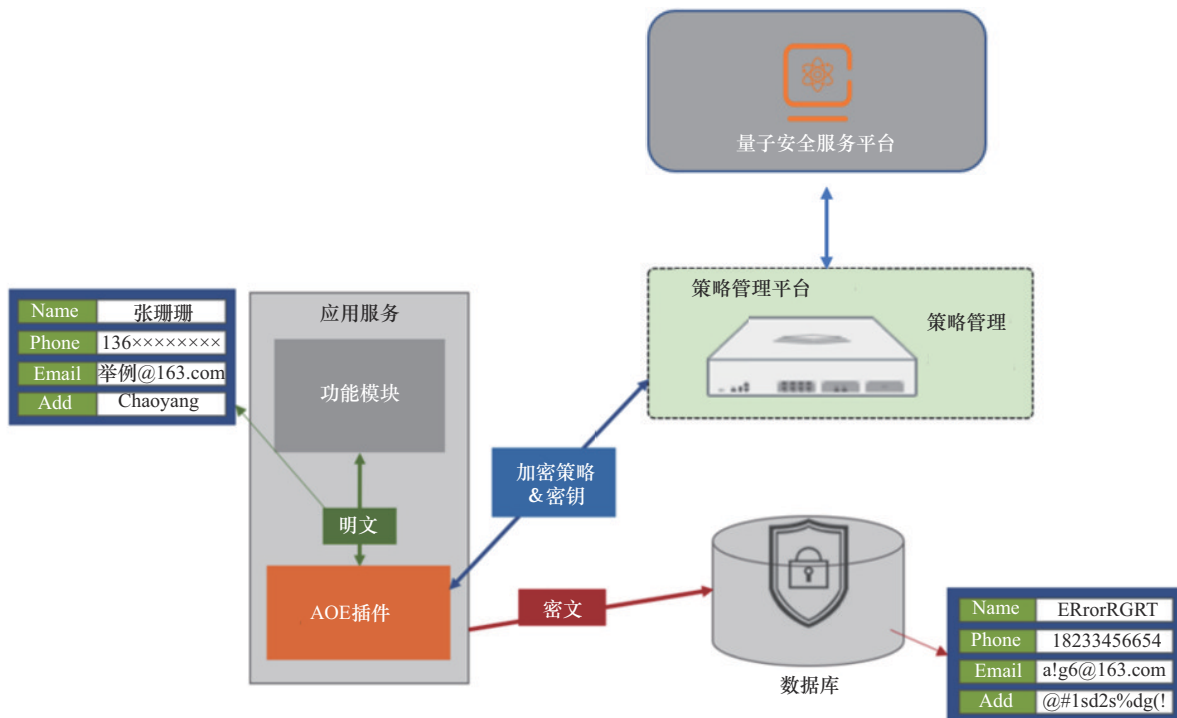 量子安全服务平台
策略管理平台
策略管理
Name 张珊珊
Phone 136××××××××
Email 举例@163.com
Add Chaoyang
应用服务
功能模块
明文
AOE插件
加密策略
&密钥
密文
数据库
Name ERrorRGRT
Phone 18233456654
Email a!g6@163.com
Add @#1sd2s%dg(!